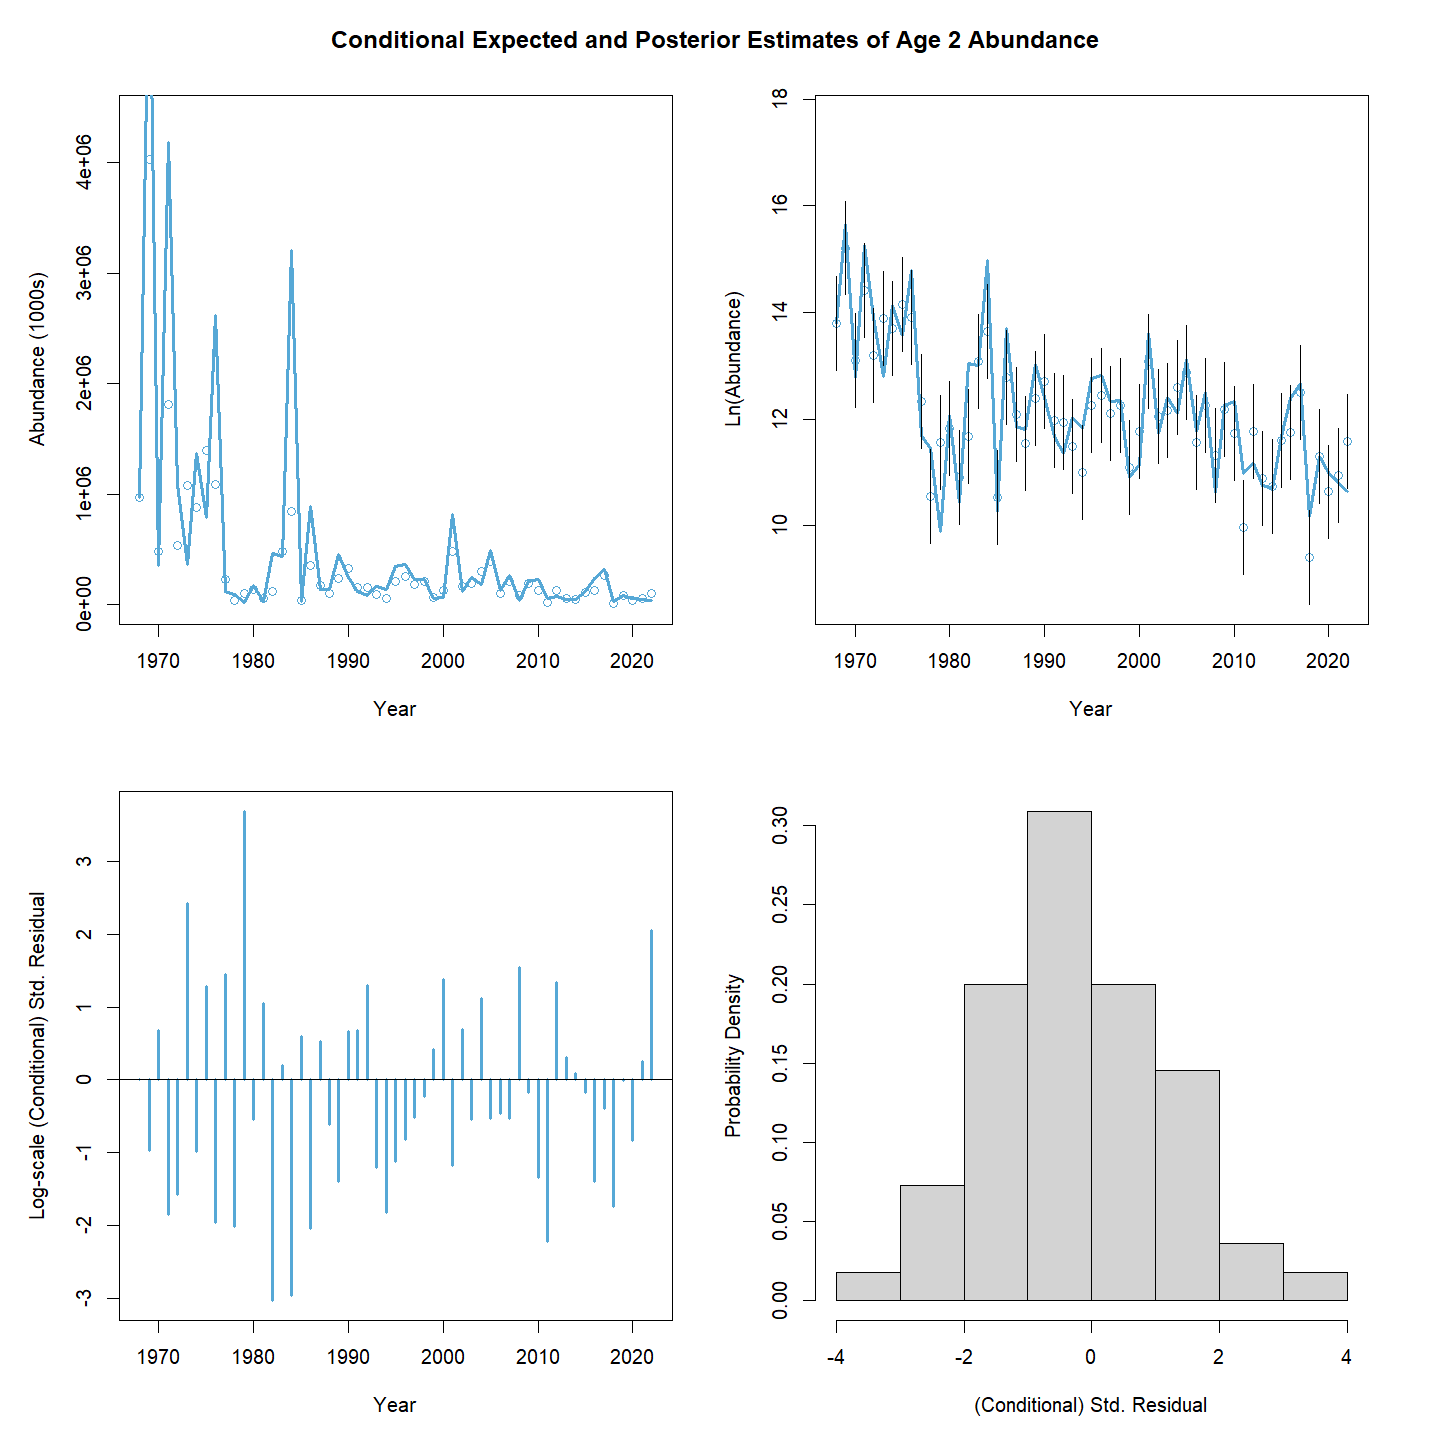 Conditional Expected and Posterior Estimates of Age 2 Abundance
Abundance (1000s)
4e+06
3e+06
2e+06
1e+06
0e+00
1970 1980 1990 2000 2010 2020
Year
Ln(Abundance)
18
16
14
12
10
1970 1980 1990 2000 2010 2020
Year
Log-scale (Conditional) Std. Residual
3
2
1
0
-1
-2
-3
1970 1980 1990 2000 2010 2020
Year
Probability Density
0.30
0.25
0.20
0.15
0.10
0.05
0.00
-4 -2 0 2 4
(Conditional) Std. Residual